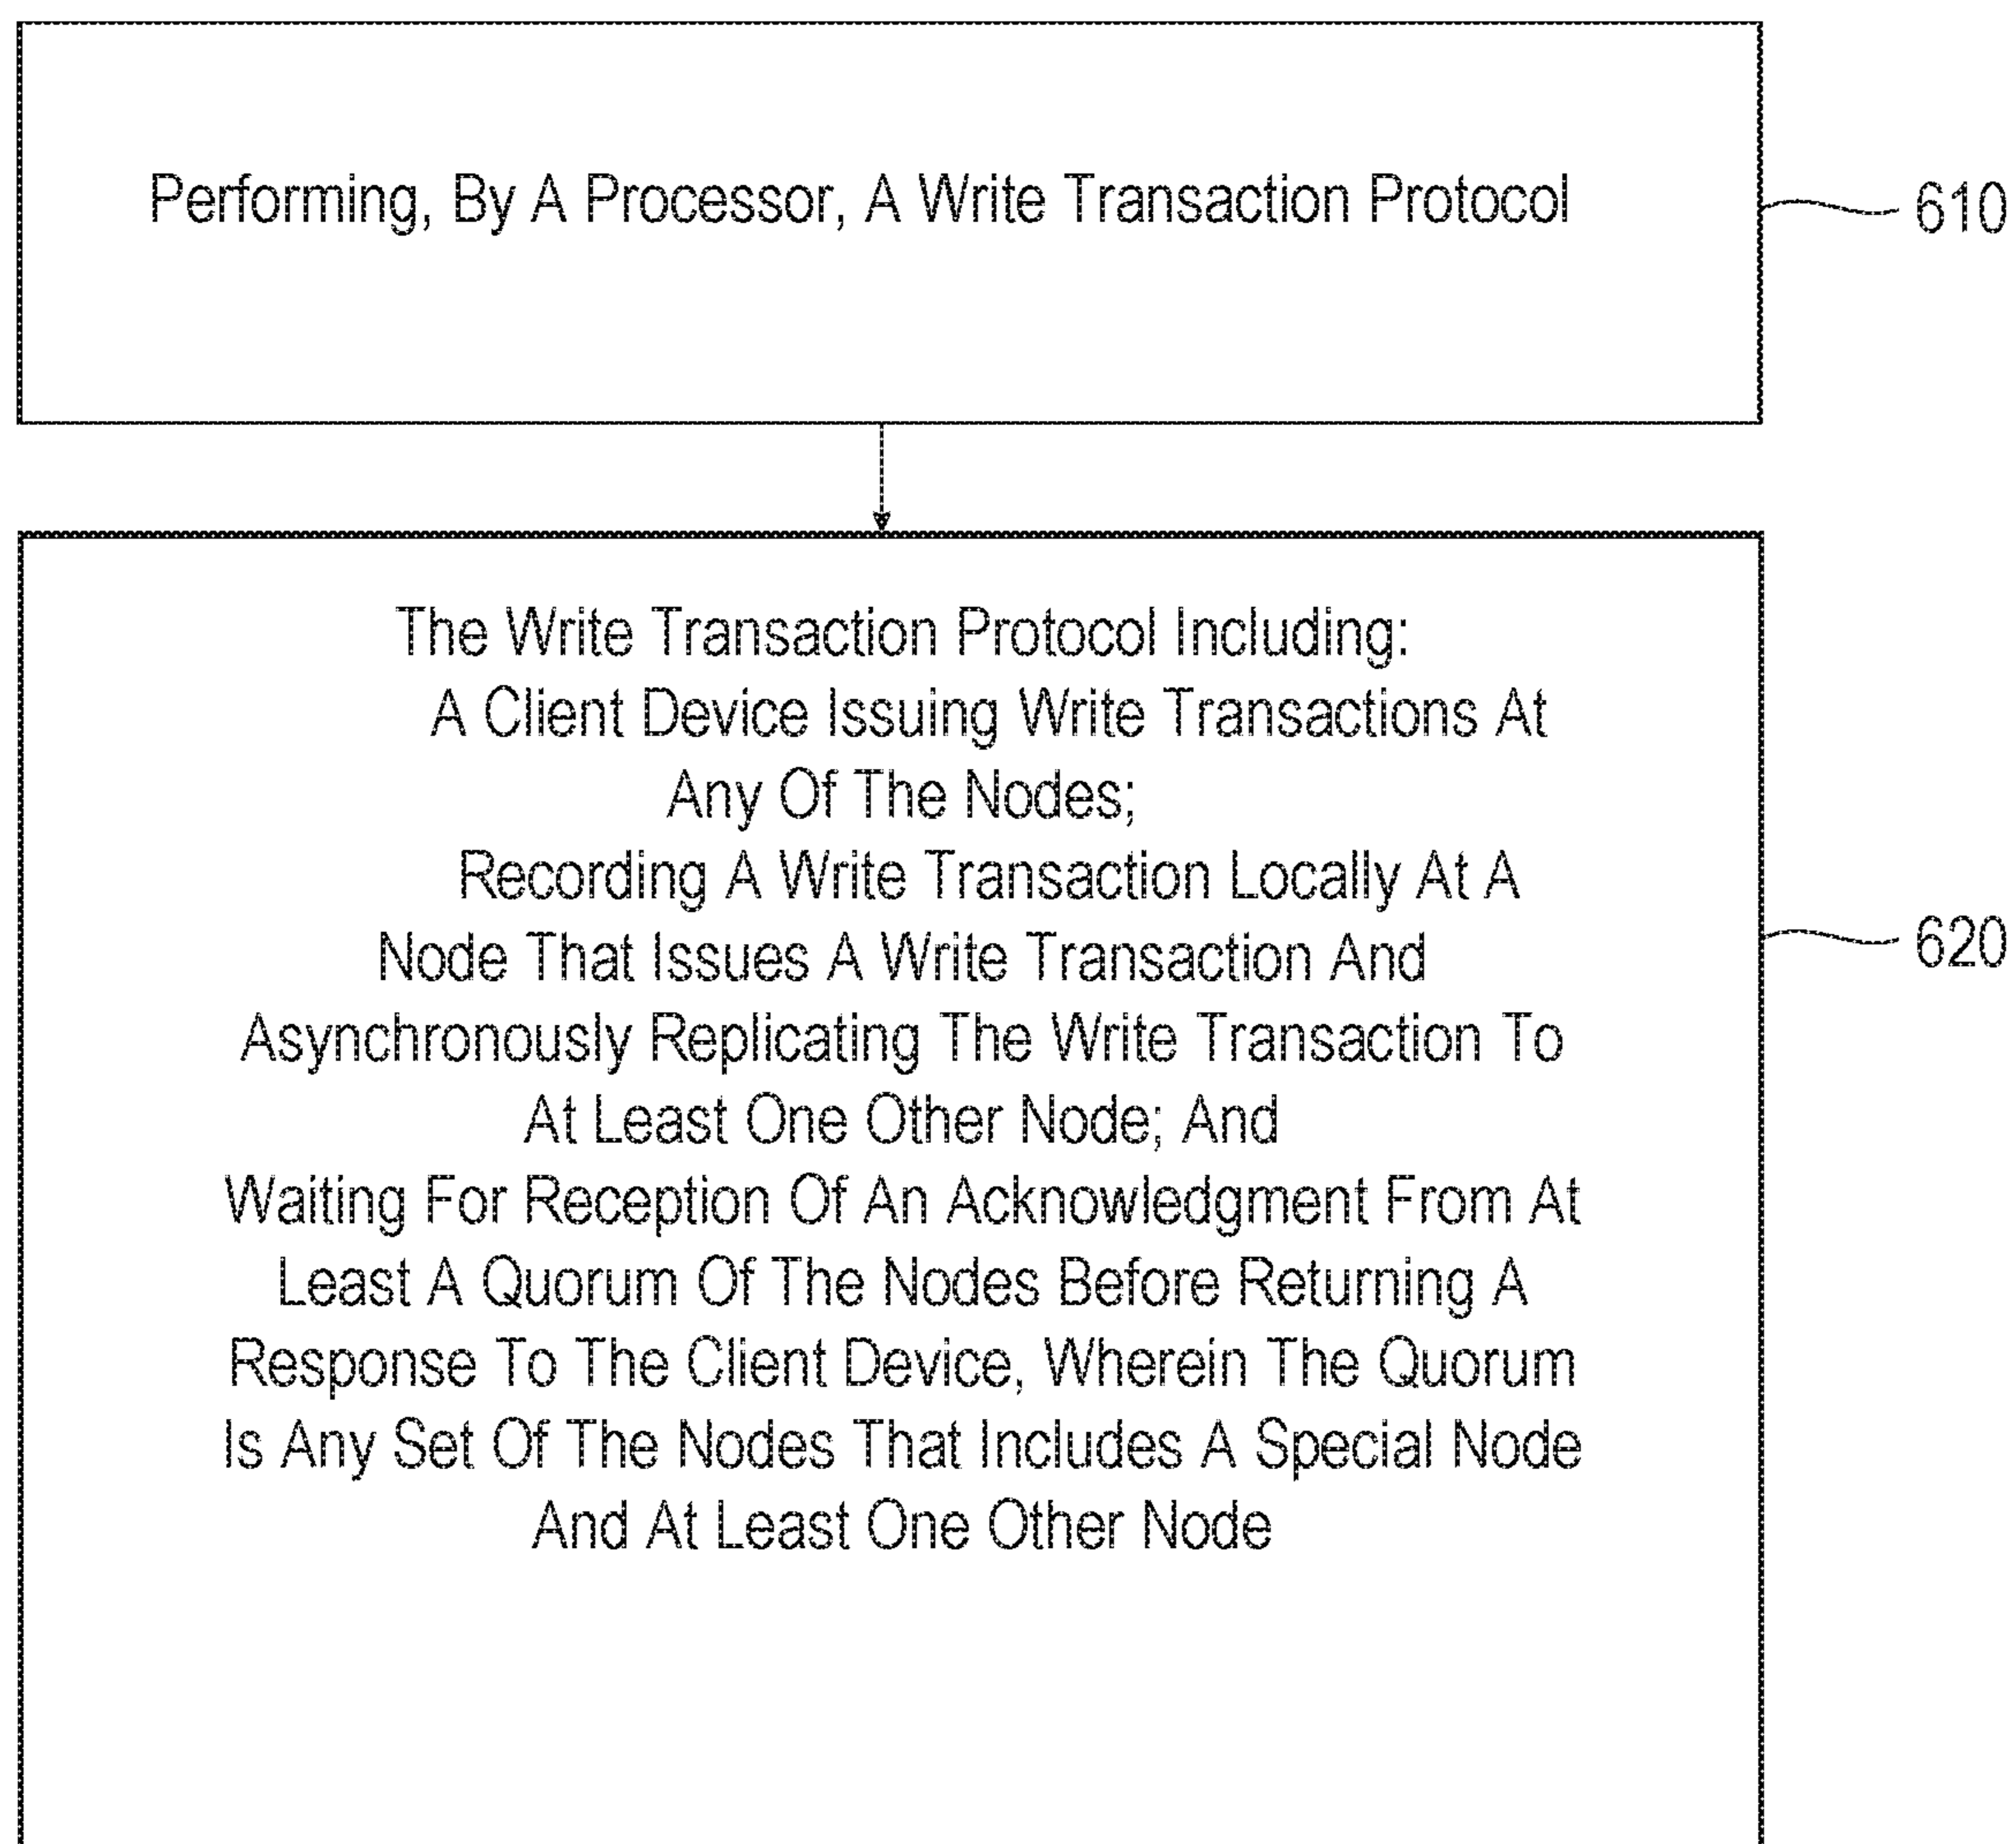 Performing, By A Processor, A Write Transaction Protocol
610
The Write Transaction Protocol Including:
A Client Device Issuing Write Transactions At
Any Of The Nodes;
Recording A Write Transaction Locally At A
Node That Issues A Write Transaction And
Asynchronously Replicating The Write Transaction To
At Least One Other Node; And
Waiting For Reception Of An Acknowledgment From At
Least A Quorum Of The Nodes Before Returning A
Response To The Client Device, Wherein The Quorum
Is Any Set Of The Nodes That Includes A Special Node
And At Least One Other Node
620